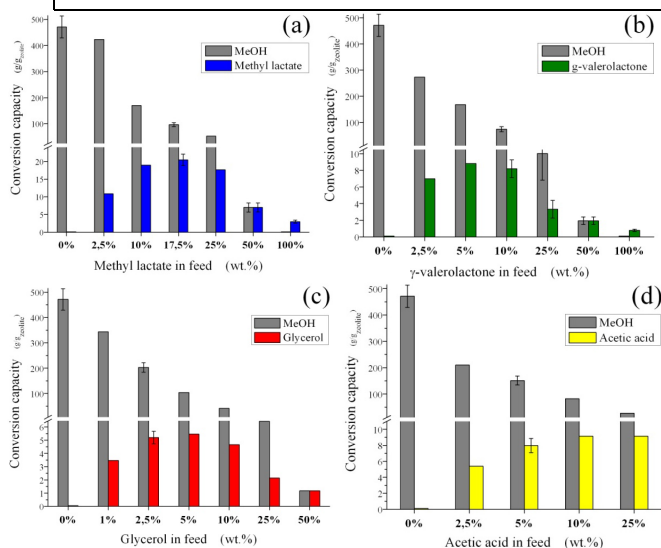 (a)
MeOH
Methyl lactate
Conversion capacity (g/g zeolite)
500
400
300
200
100
20
15
10
5
0
0% 2,5% 10% 17,5% 25% 50% 100%
Methyl lactate in feed (wt.%)
(b)
MeOH
g-valerolactone
Conversion capacity (g/g zeolite)
500
400
300
200
100
10
8
6
4
2
0
0% 2,5% 5% 10% 25% 50% 100%
γ-valerolactone in feed (wt.%)
(c)
MeOH
Glycerol
Conversion capacity (g/g zeolite)
500
400
300
200
100
6
5
4
3
2
1
0
0% 1% 2,5% 5% 10% 25% 50%
Glycerol in feed (wt.%)
(d)
MeOH
Acetic acid
Conversion capacity (g/g zeolite)
500
400
300
200
100
10
8
6
4
2
0
0% 2,5% 5% 10% 25%
Acetic acid in feed (wt.%)